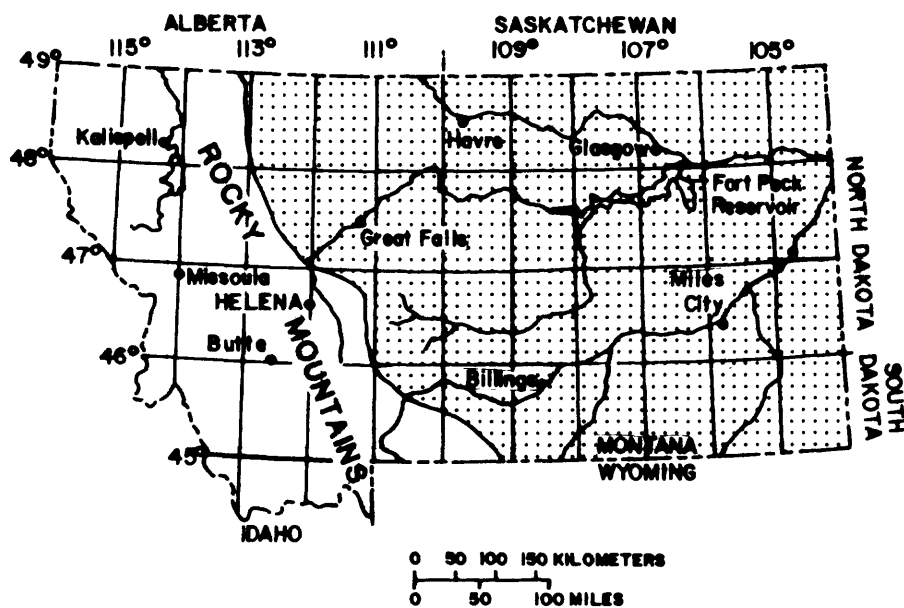 ALBERTA SASKATCHEWAN
115° 113° 111° 109° 107° 105°
49°
Kalispell
Havre
Glasgow
48°
ROCKY
Fort Peck
Reservoir
Great Falls
47°
Missoula
Miles
City
HELENA
NORTH DAKOTA
MOUNTAINS
46°
Butte
Billings
SOUTH
DAKOTA
45°
MONTANA
WYOMING
IDAHO
0 50 100 150 KILOMETERS
0 50 100 MILES